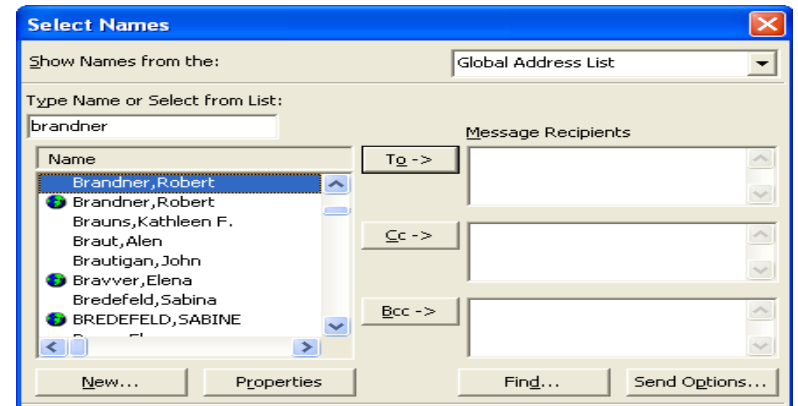 Select Names
Show Names from the:
Global Address List
Type Name or Select from List:
brandner
Message Recipients
Name
To ->
Brandner,Robert
Brandner,Robert
Brauns,Kathleen F.
Braut,Alen
Cc ->
Brautigan,John
Bravver,Elena
Bredefeld,Sabina
Bcc ->
BREDEFELD,SABINE
New...
Properties
Find...
Send Options...